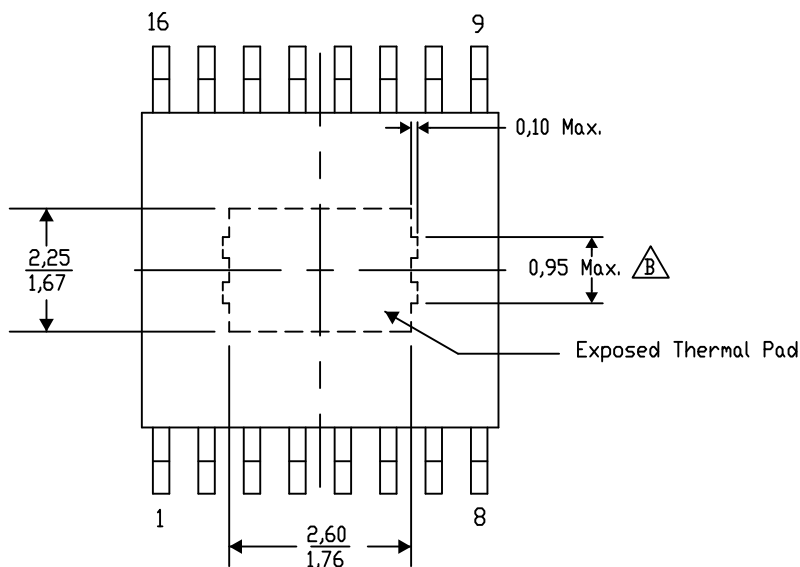 16
9
0,10 Max.
2,25
1,67
0,95 Max. B
Exposed Thermal Pad
1
8
2,60
1,76